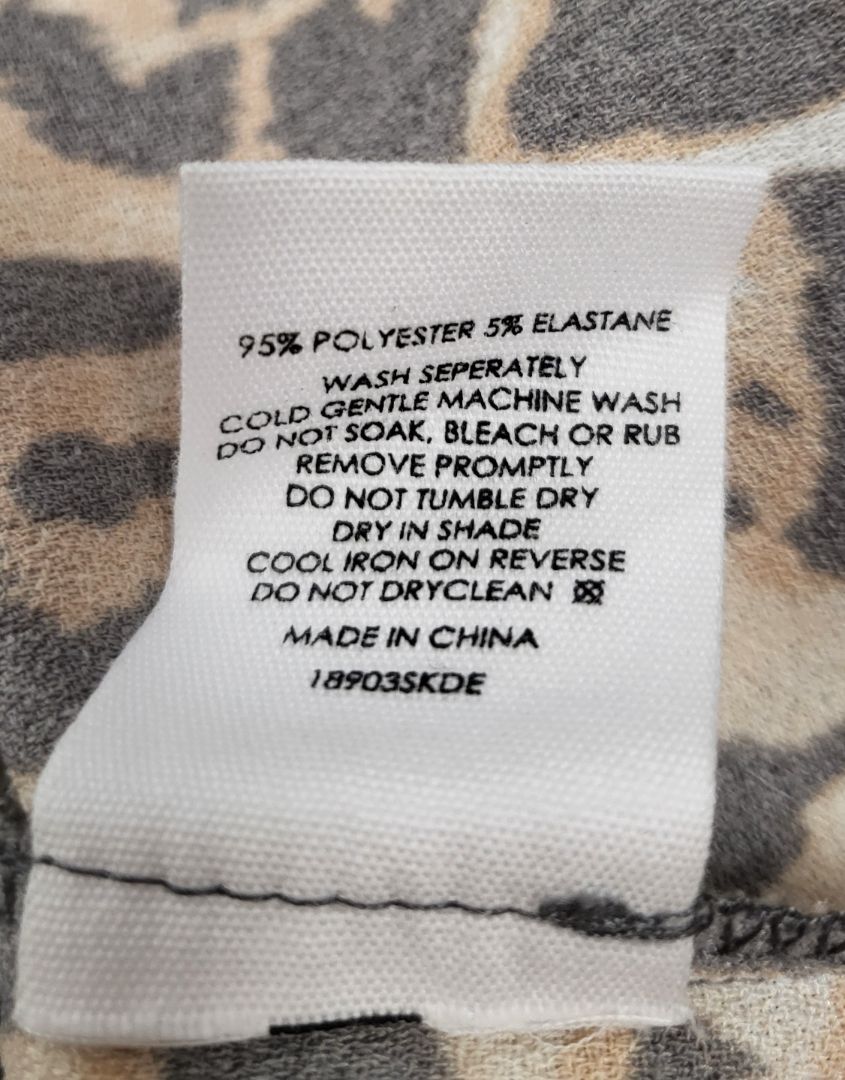 95% POLYESTER 5% ELASTANE
WASH SEPERATELY
COLD GENTLE MACHINE WASH
DO NOT SOAK, BLEACH OR RUB
REMOVE PROMPTLY
DO NOT TUMBLE DRY
DRY IN SHADE
COOL IRON ON REVERSE
DO NOT DRYCLEAN
MADE IN CHINA
18903SKDE